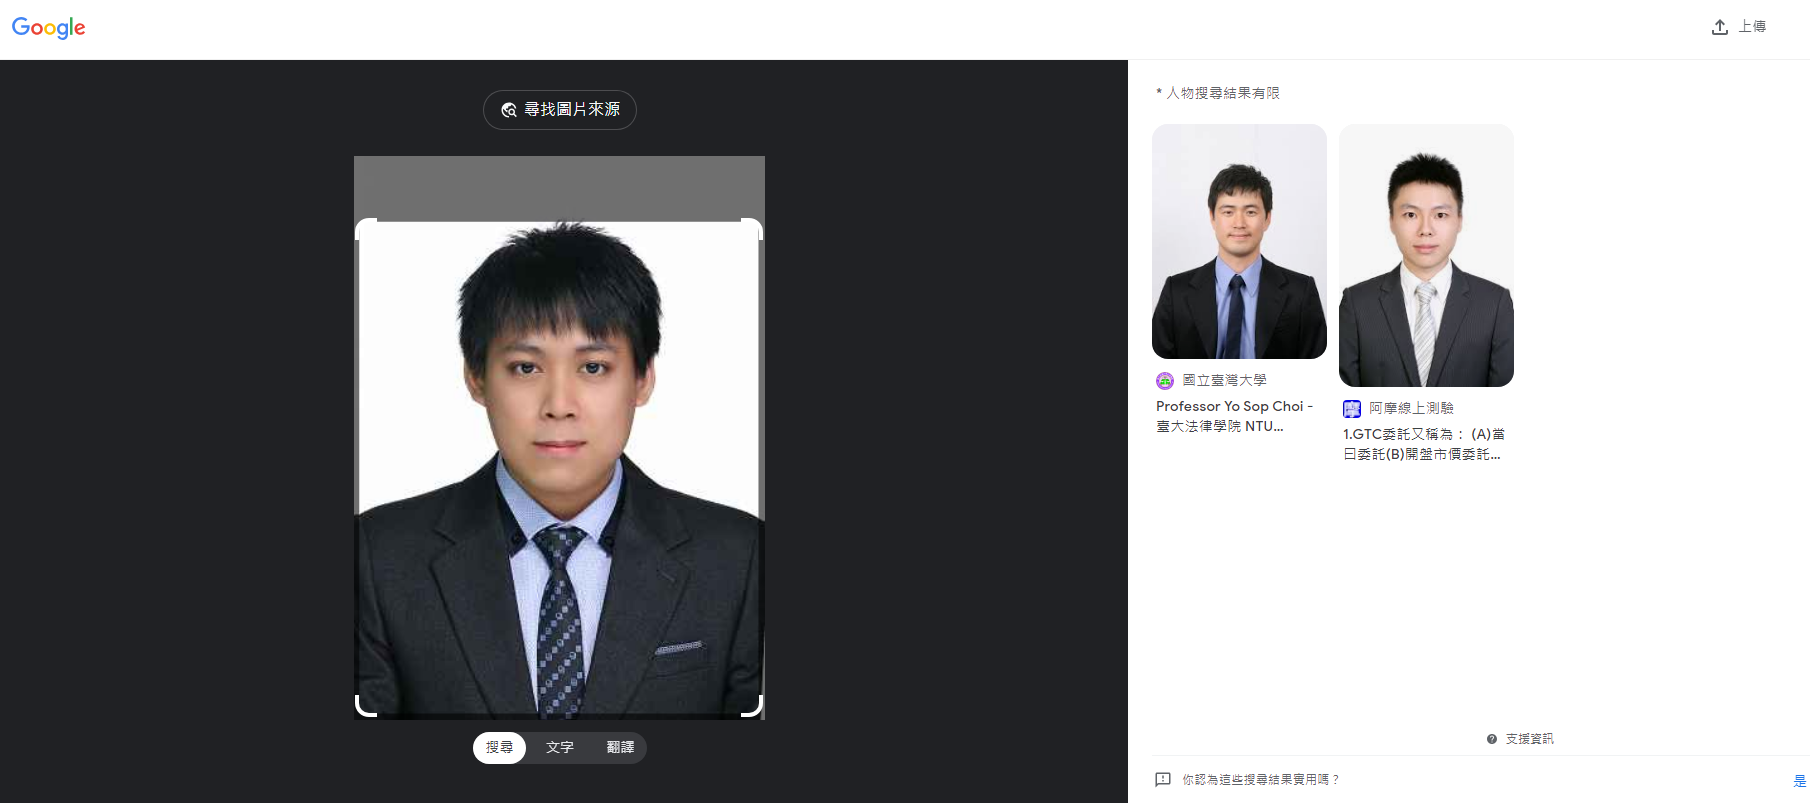 Google
上傳
尋找圖片來源
* 人物搜尋結果有限
國立臺灣大學
Professor Yo Sop Choi -
臺大法律學院 NTU...
阿摩線上測驗
1.GTC委託又稱為： (A)當
日委託(B)開盤市價委託...
搜尋
文字
翻譯
支援資訊
你認為這些搜尋結果實用嗎？
是